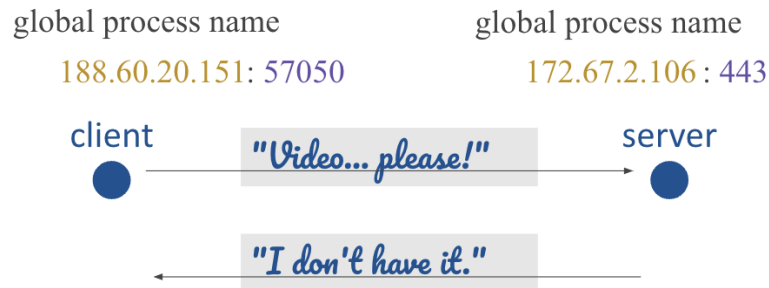 global process name global process name
188.60.20.151: 57050 172.67.2.106 : 443
client server
"Video... please!"
"I don't have it."